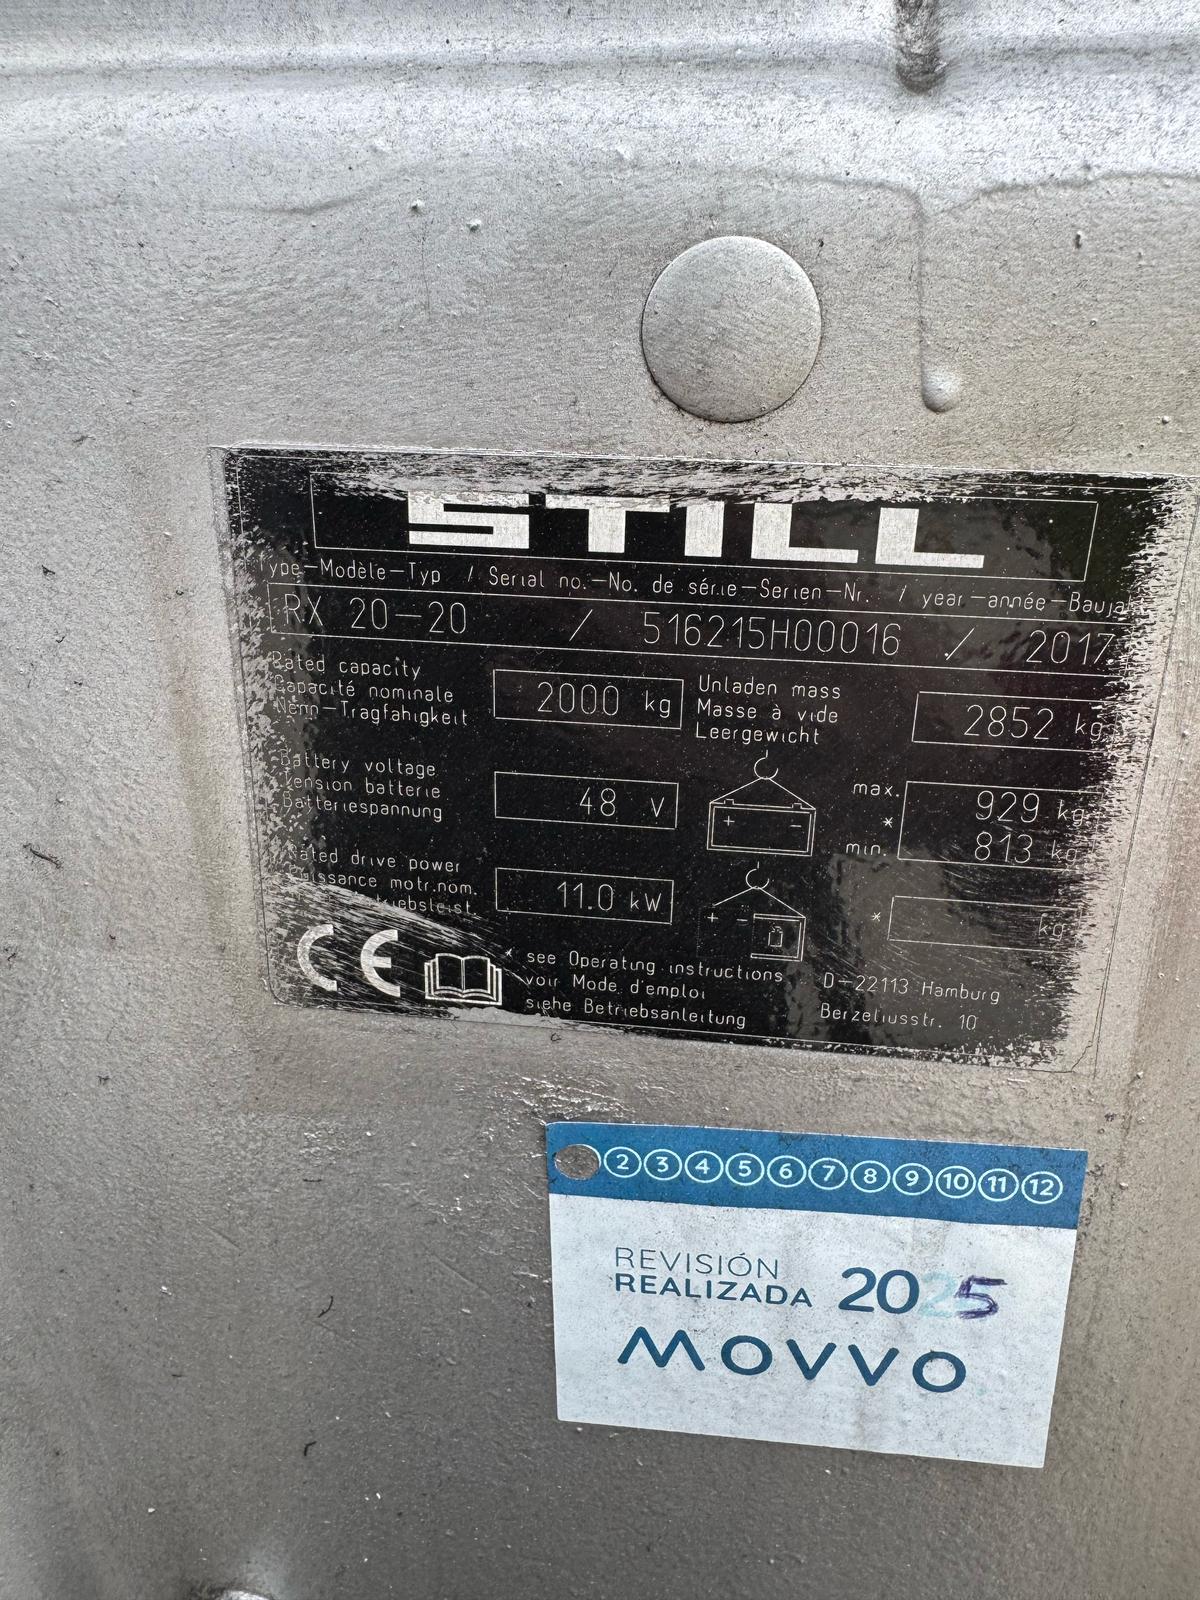 STILL
Type-Modèle-Typ / Serial no.-No. de série-Serien-Nr. / year-année-Baujahr
RX 20-20 / 516215H00016 / 2017
Rated capacity
Capacité nominale
Nenn-Tragfähigkeit
2000 kg
Unladen mass
Masse à vide
Leergewicht
2852 kg
Battery voltage
Tension batterie
Batteriespannung
48 V
+ -
max. 929 kg
*
min. 813 kg
Rated drive power
Puissance motr.nom.
11.0 kW
+ -
* kg
CE
* see Operating instructions
voir Mode d'emploi
siehe Betriebsanleitung
D-22113 Hamburg
Berzeliusstr. 10
2 3 4 5 6 7 8 9 10 11 12
REVISIÓN
REALIZADA 2025
MOVVO